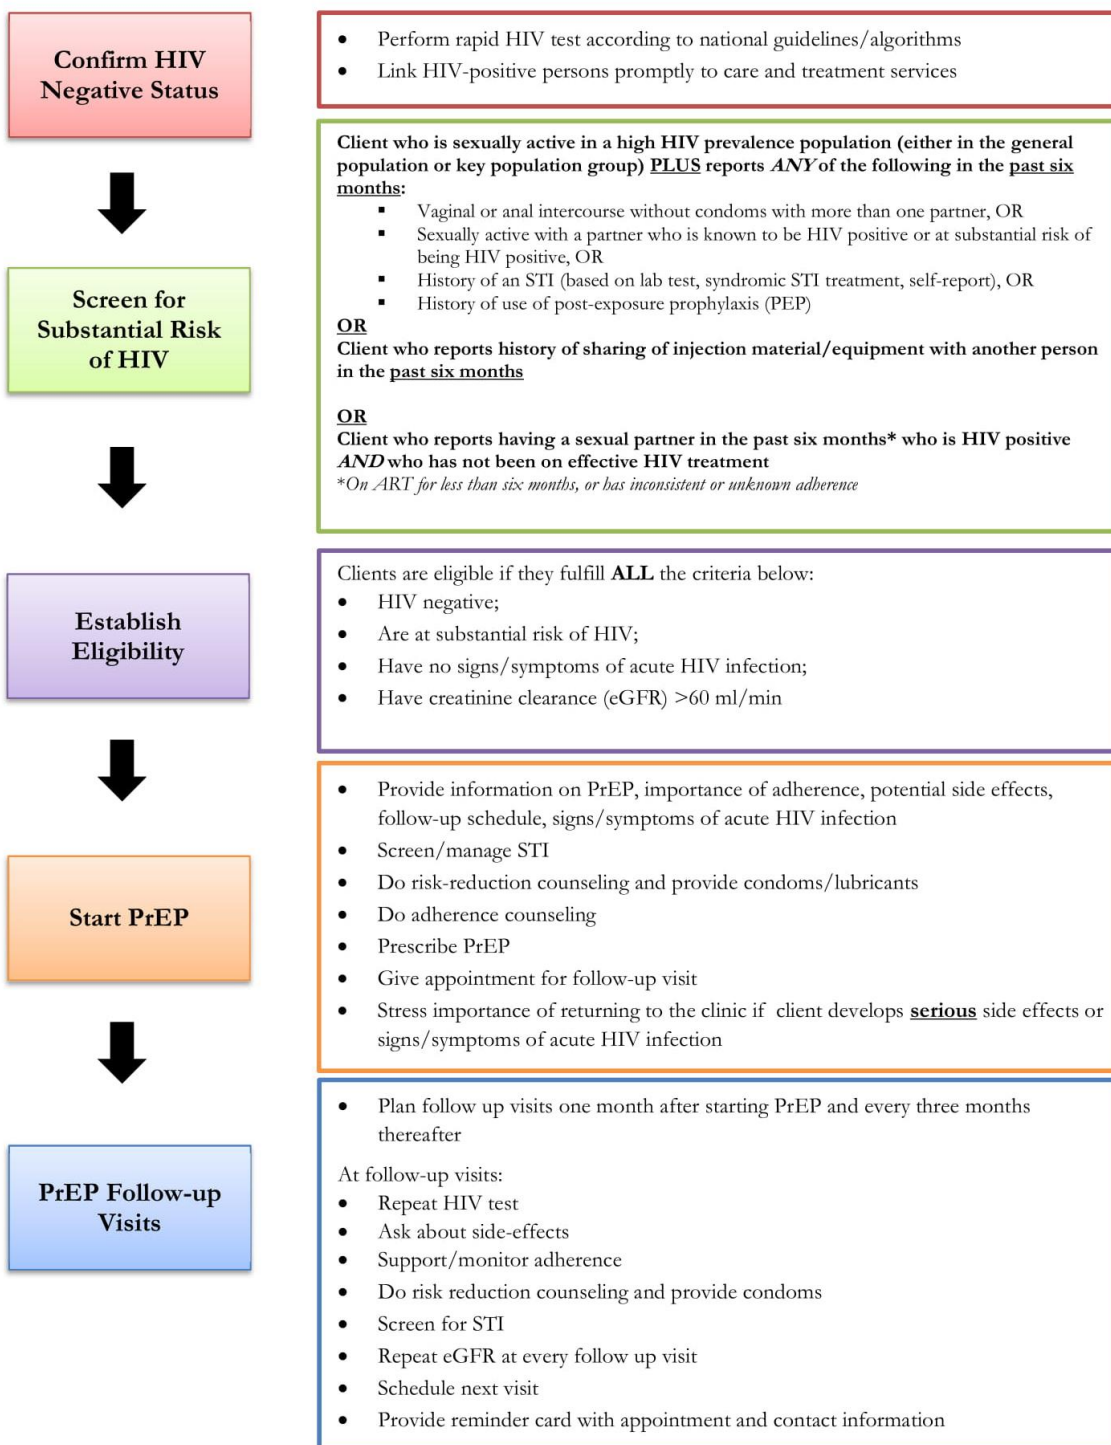 Confirm HIV
Negative Status
• Perform rapid HIV test according to national guidelines/algorithms
• Link HIV-positive persons promptly to care and treatment services
Screen for
Substantial Risk
of HIV
Client who is sexually active in a high HIV prevalence population (either in the general
population or key population group) PLUS reports ANY of the following in the past six
months:
▪ Vaginal or anal intercourse without condoms with more than one partner, OR
▪ Sexually active with a partner who is known to be HIV positive or at substantial risk of
being HIV positive, OR
▪ History of an STI (based on lab test, syndromic STI treatment, self-report), OR
▪ History of use of post-exposure prophylaxis (PEP)
OR
Client who reports history of sharing of injection material/equipment with another person
in the past six months
OR
Client who reports having a sexual partner in the past six months* who is HIV positive
AND who has not been on effective HIV treatment
*On ART for less than six months, or has inconsistent or unknown adherence
Establish
Eligibility
Clients are eligible if they fulfill ALL the criteria below:
• HIV negative;
• Are at substantial risk of HIV;
• Have no signs/symptoms of acute HIV infection;
• Have creatinine clearance (eGFR) >60 ml/min
Start PrEP
• Provide information on PrEP, importance of adherence, potential side effects,
follow-up schedule, signs/symptoms of acute HIV infection
• Screen/manage STI
• Do risk-reduction counseling and provide condoms/lubricants
• Do adherence counseling
• Prescribe PrEP
• Give appointment for follow-up visit
• Stress importance of returning to the clinic if client develops serious side effects or
signs/symptoms of acute HIV infection
PrEP Follow-up
Visits
• Plan follow up visits one month after starting PrEP and every three months
thereafter
At follow-up visits:
• Repeat HIV test
• Ask about side-effects
• Support/monitor adherence
• Do risk reduction counseling and provide condoms
• Screen for STI
• Repeat eGFR at every follow up visit
• Schedule next visit
• Provide reminder card with appointment and contact information